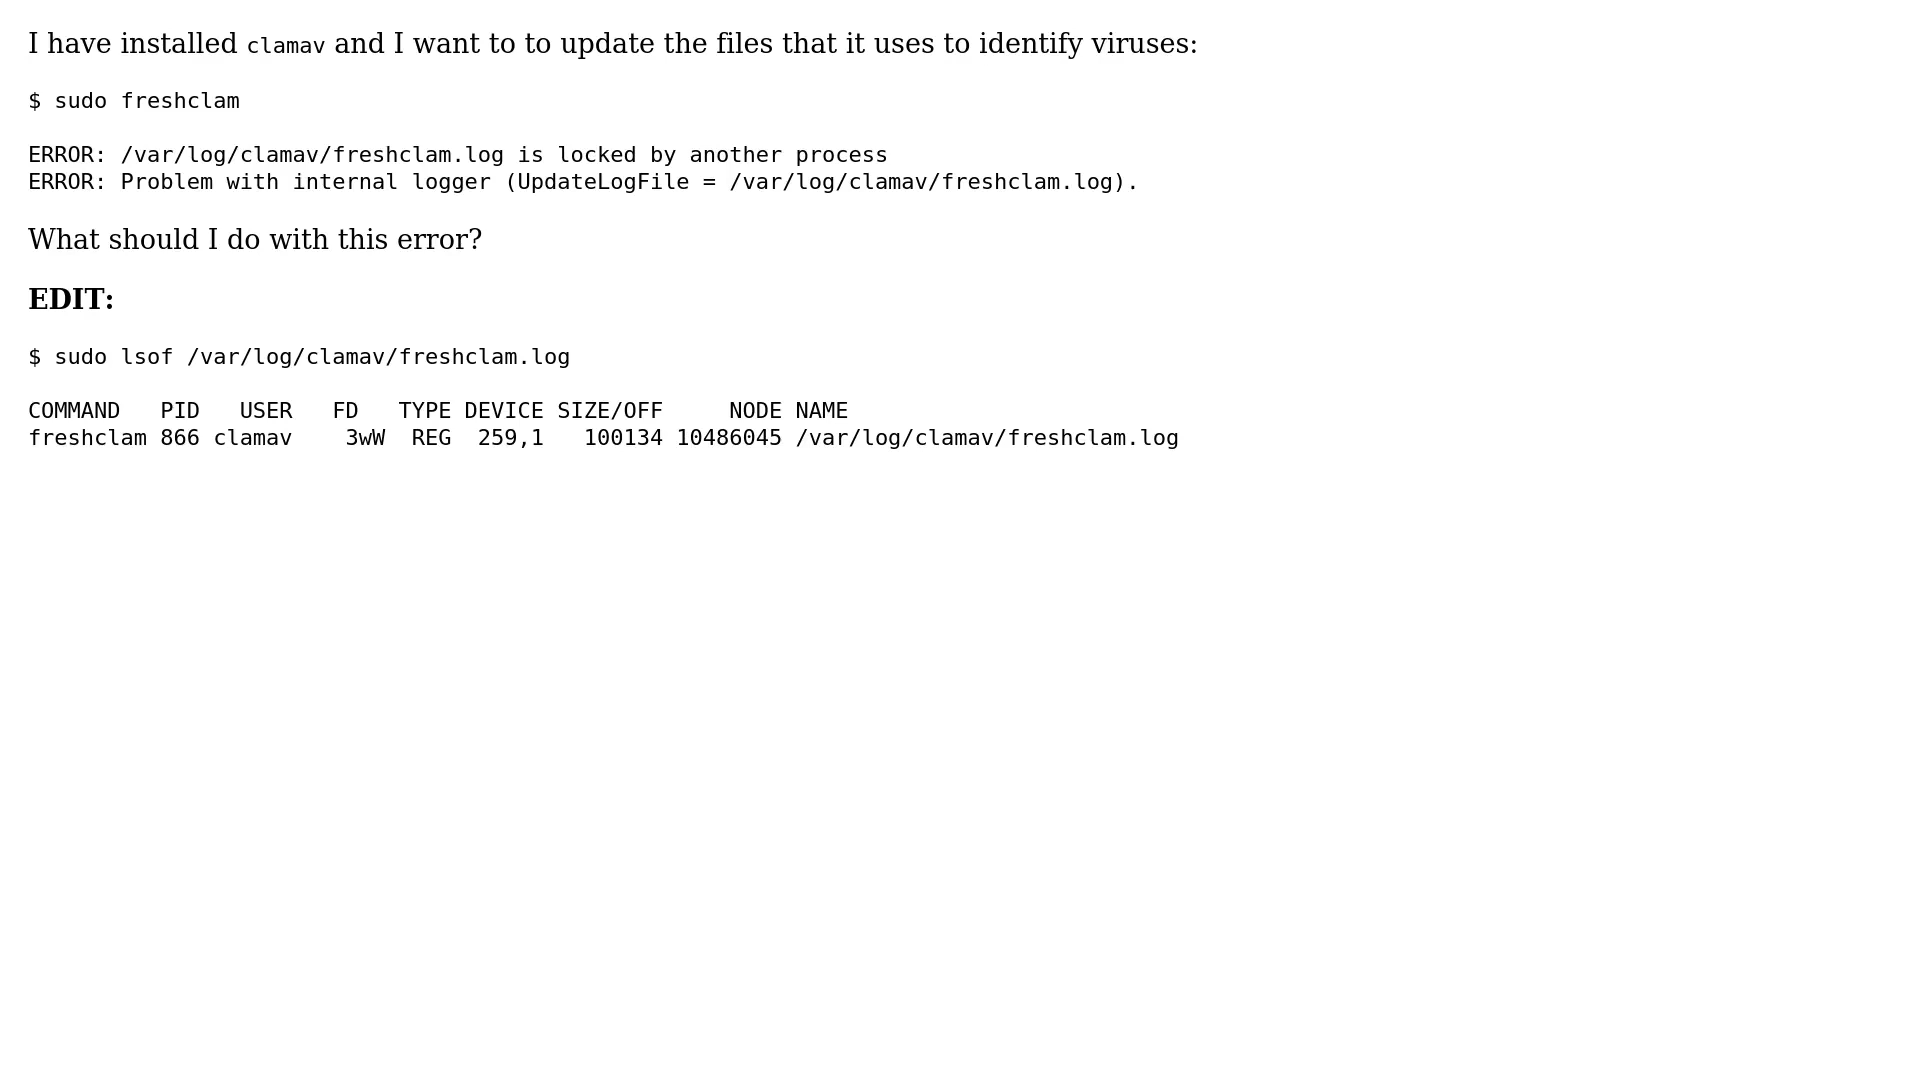 I have installed clamav and I want to to update the files that it uses to identify viruses:
$ sudo freshclam
ERROR: /var/log/clamav/freshclam.log is locked by another process
ERROR: Problem with internal logger (UpdateLogFile = /var/log/clamav/freshclam.log).
What should I do with this error?
EDIT:
$ sudo lsof /var/log/clamav/freshclam.log
COMMAND   PID   USER   FD   TYPE DEVICE SIZE/OFF     NODE NAME
freshclam 866 clamav    3wW  REG  259,1   100134 10486045 /var/log/clamav/freshclam.log